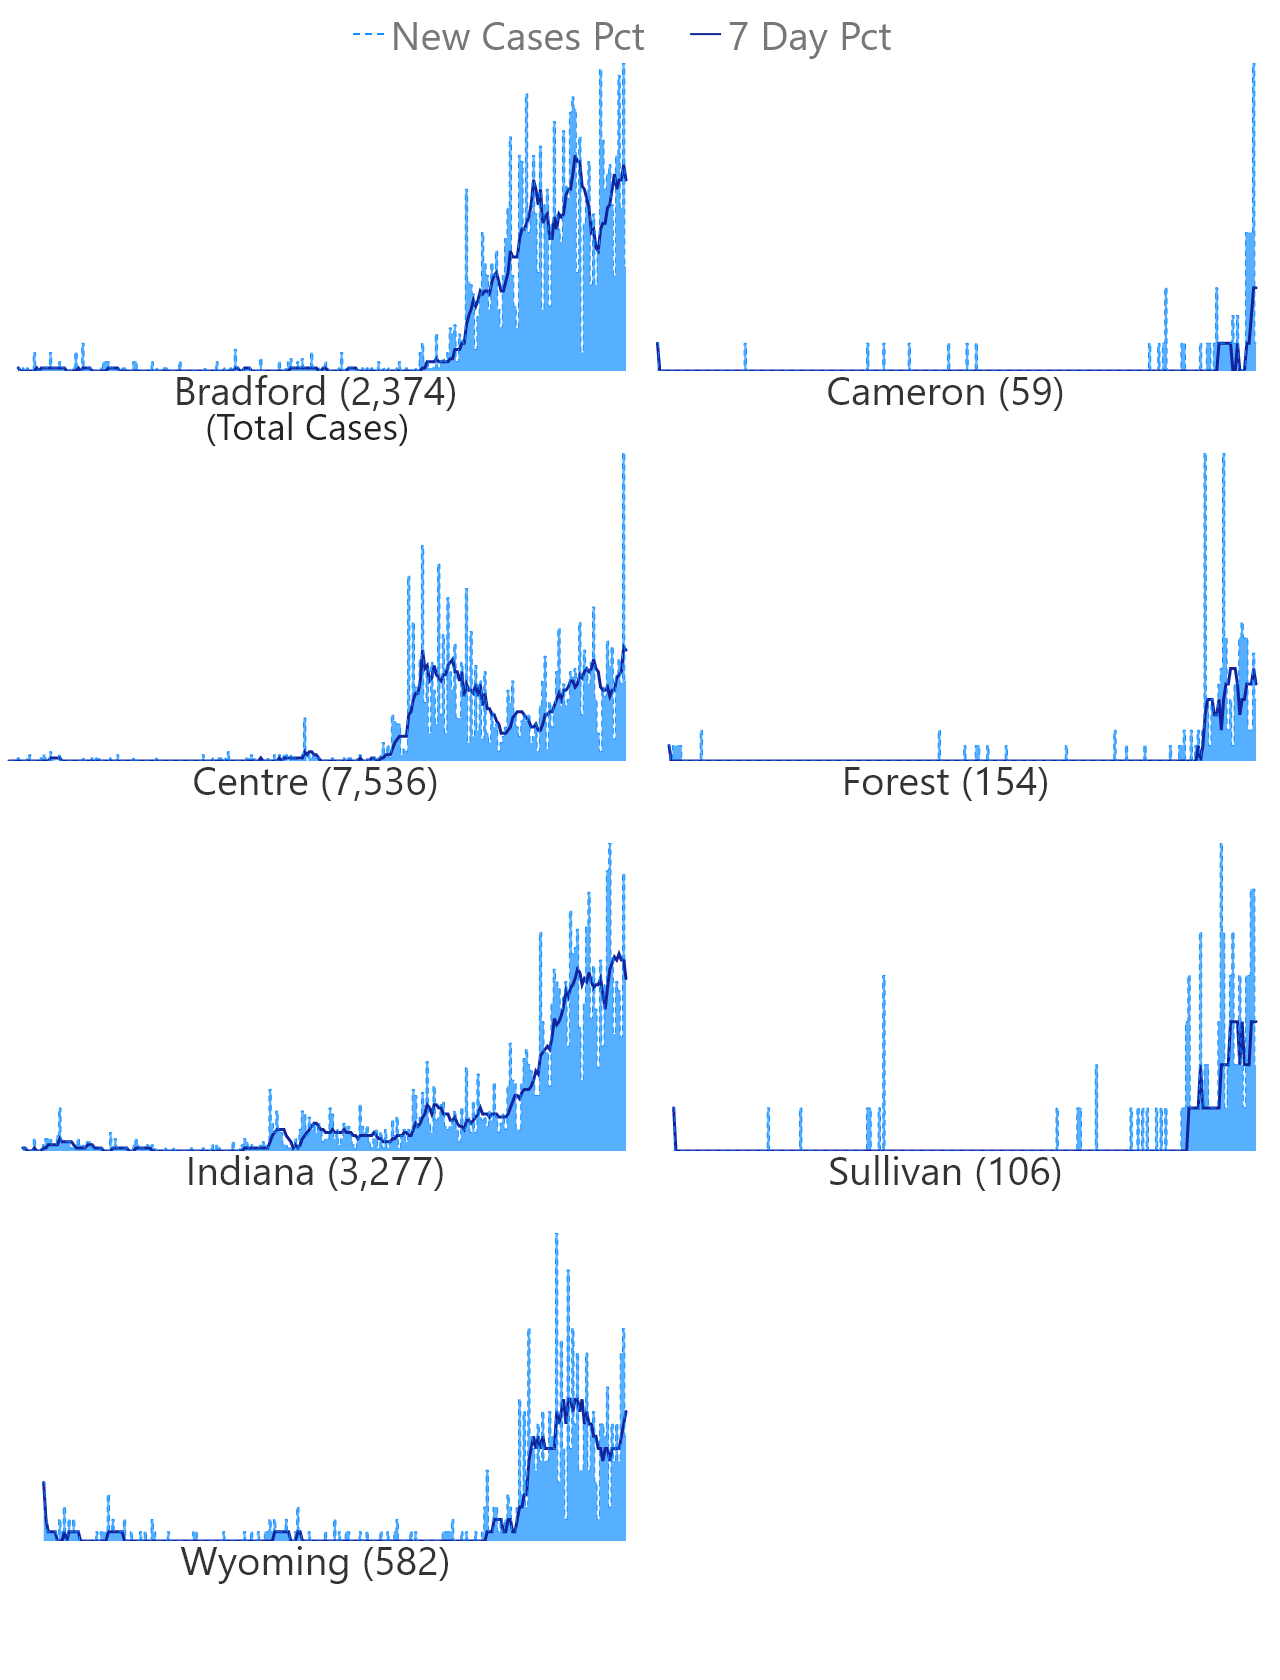 New Cases Pct 7 Day Pct
Bradford (2,374)
(Total Cases)
Cameron (59)
Centre (7,536)
Forest (154)
Indiana (3,277)
Sullivan (106)
Wyoming (582)